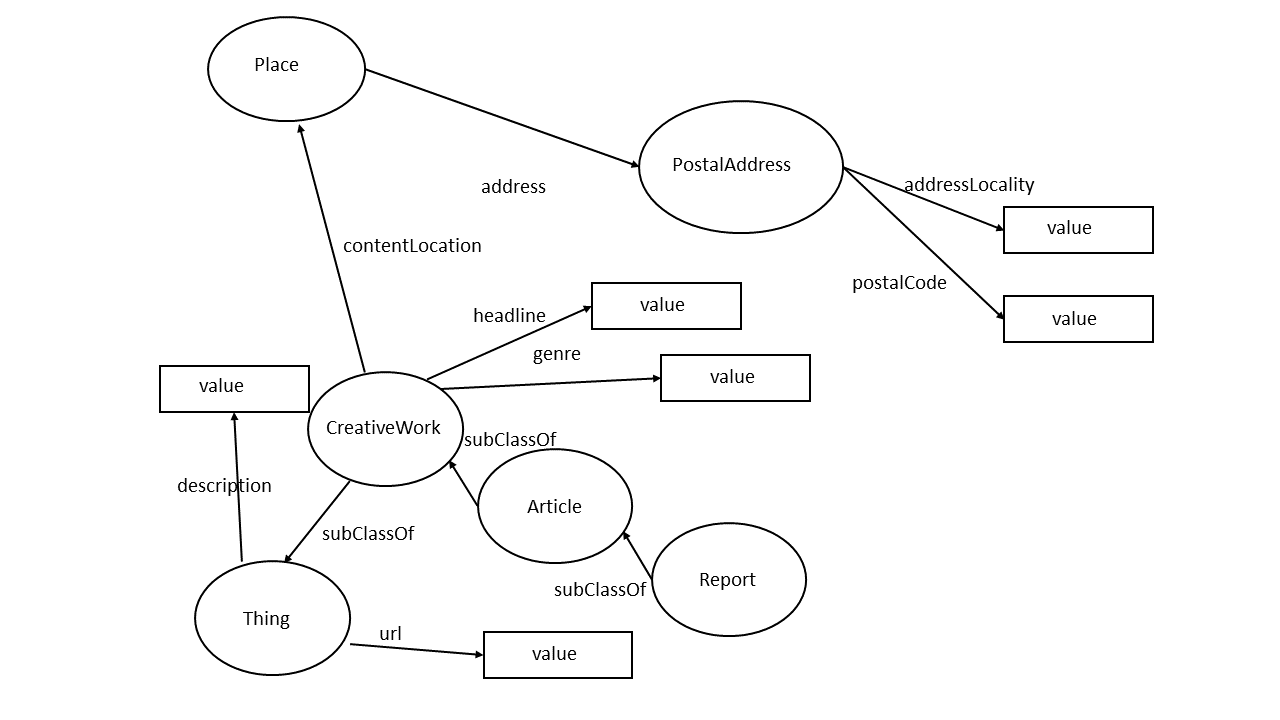 Place
PostalAddress
addressLocality
address
value
contentLocation
postalCode
headline
value
value
genre
value
value
CreativeWork
subClassOf
description
Article
subClassOf
Report
subClassOf
Thing
url
value